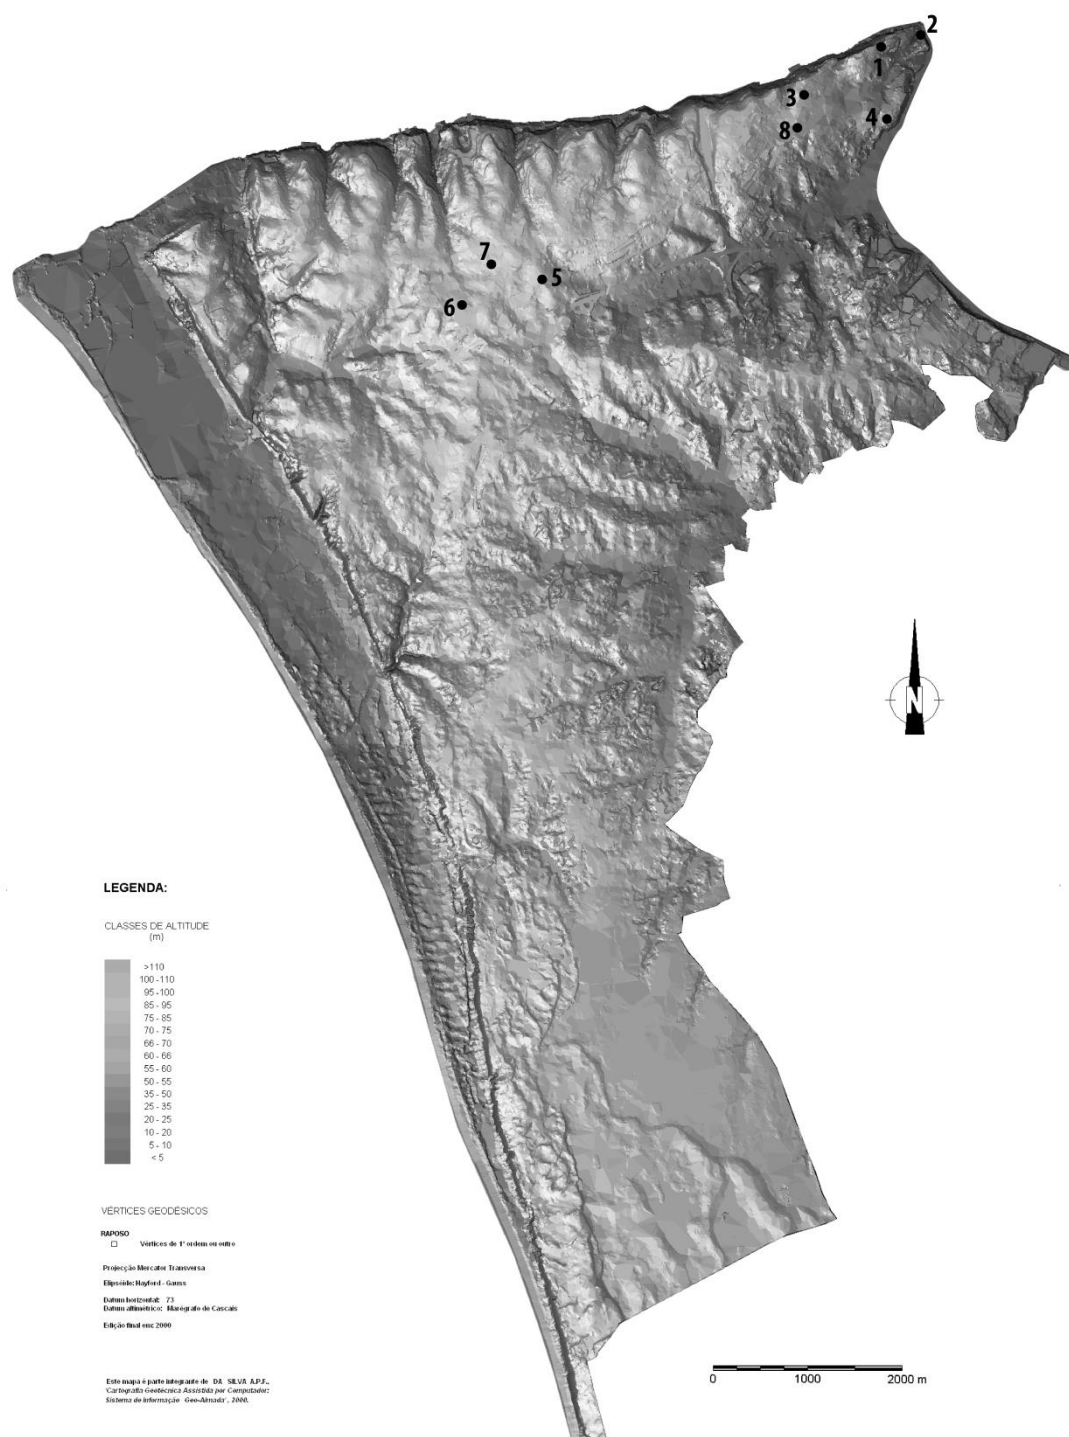 2
1
3
4
8
7
5
6
N
LEGENDA:
CLASSES DE ALTITUDE
(m)
>110
100 - 110
95 - 100
85 - 95
75 - 85
70 - 75
66 - 70
60 - 66
55 - 60
50 - 55
35 - 50
25 - 35
20 - 25
10 - 20
5 - 10
< 5
VÉRTICES GEODÉSICOS
RAPOSO
Vértices de 1ª ordem ou outro
Projecção Mercator Transversa
Elipsóide: Hayford - Gauss
Datum horizontal: 73
Datum altimétrico: Marégrafo de Cascais
Edição final em: 2000
0 1000 2000 m
Este mapa é parte integrante de DA SILVA A.P.F.,
'Cartografia Geotécnica Assistida por Computador:
Sistema de informação Geo-Almada', 2000.